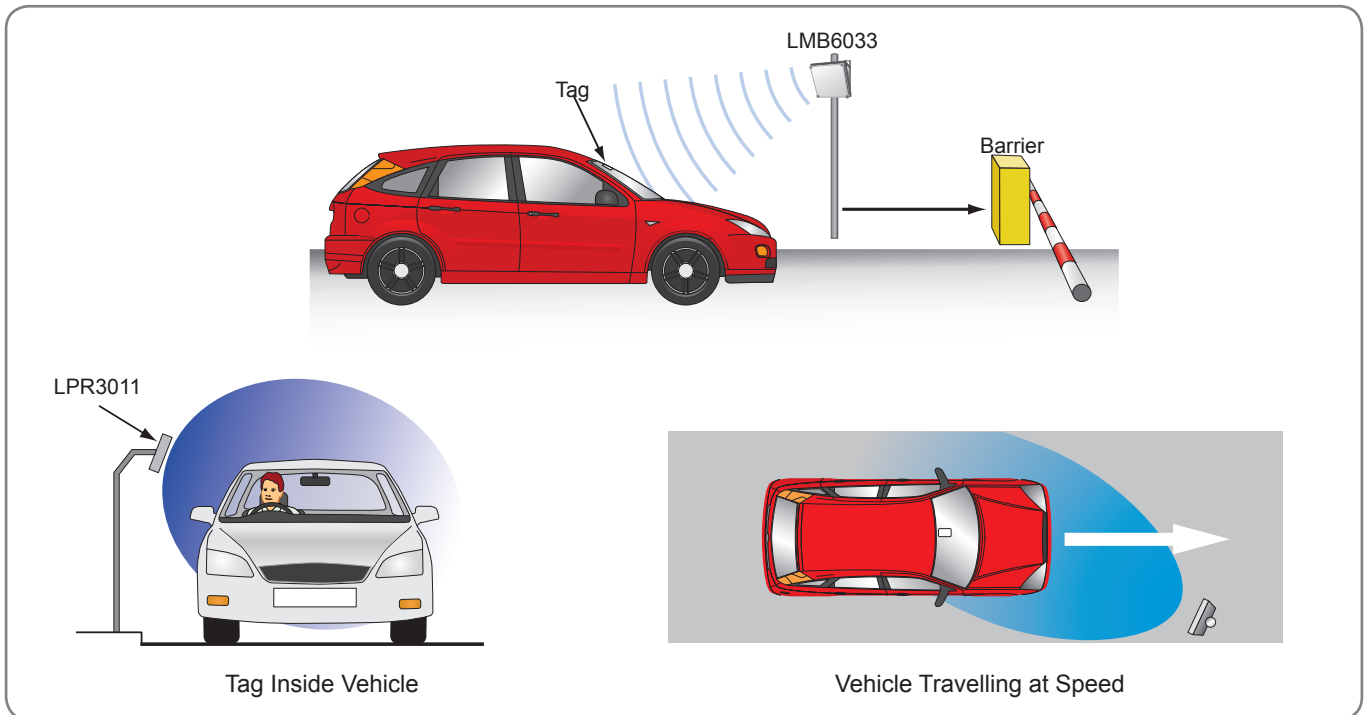 LMB6033
Tag
Barrier
LPR3011
Tag Inside Vehicle
Vehicle Travelling at Speed